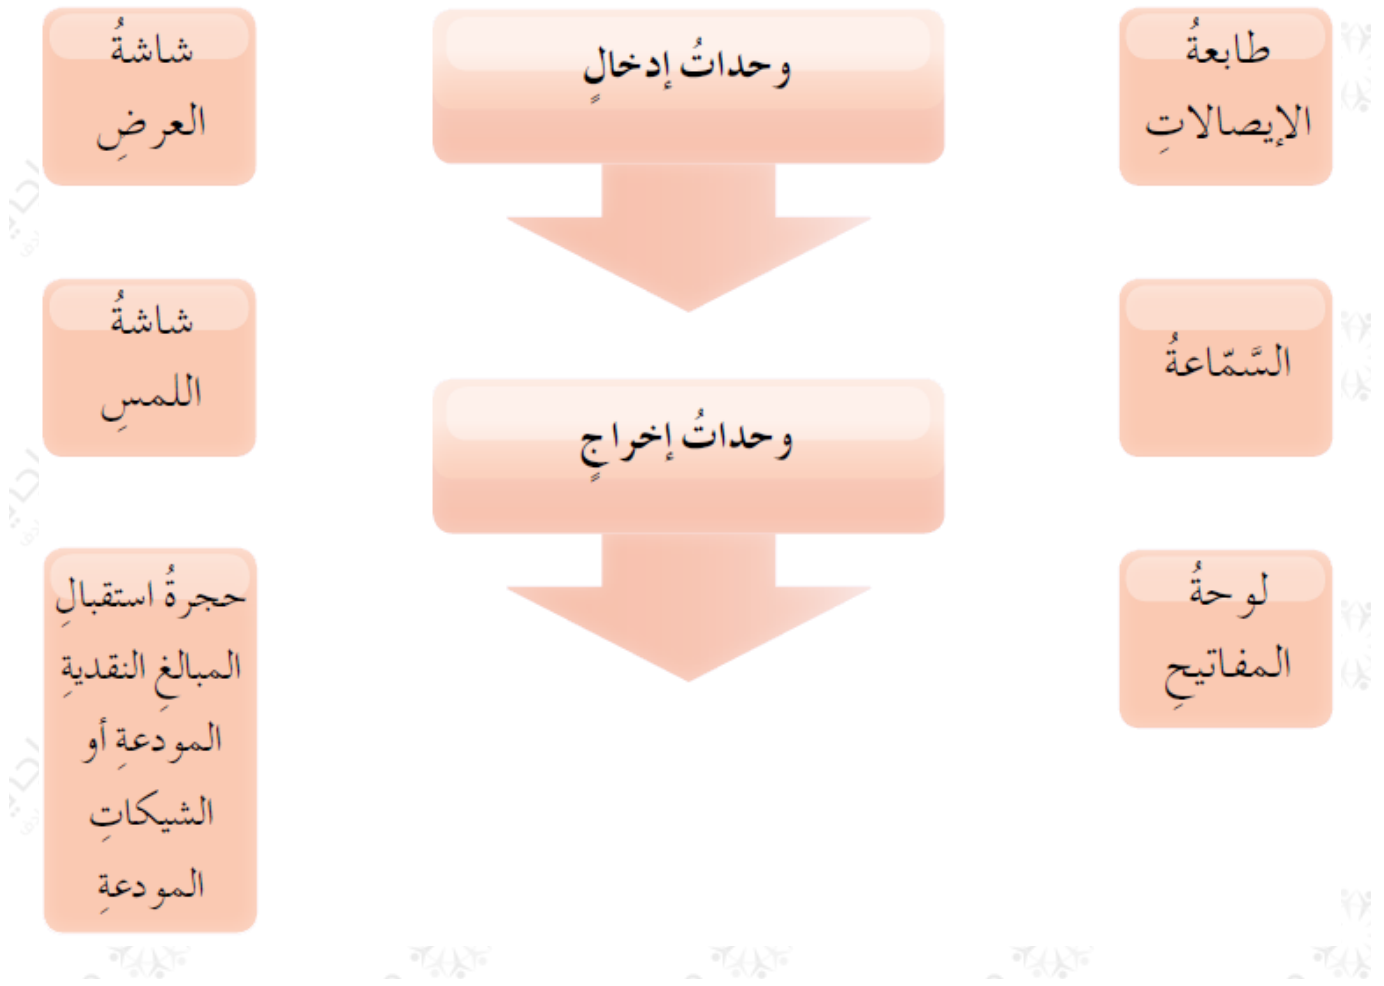 طابعةُ
الإيصالاتِ
وحداتُ إدخالٍ
شاشةُ
العرضِ
السَّمّاعةُ
شاشةُ
اللمسِ
وحداتُ إخراجٍ
لوحةُ
المفاتيحِ
حجرةُ استقبالِ
المبالغِ النقديةِ
المودعةِ أو
الشيكاتِ
المودعةِ